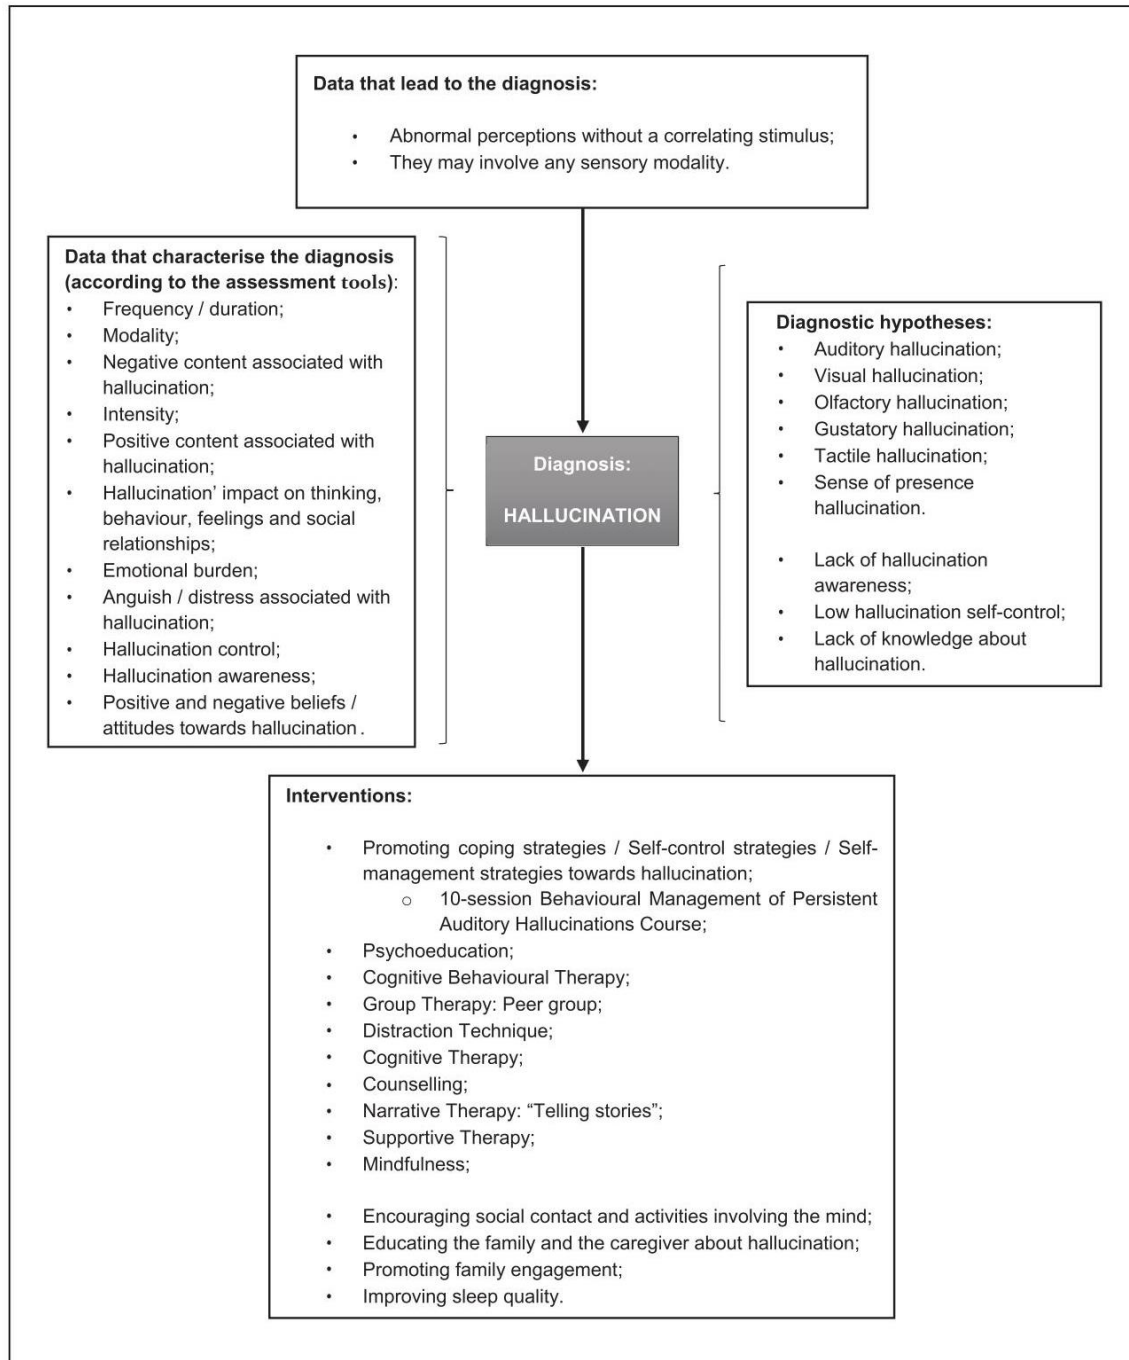 Data that lead to the diagnosis:
• Abnormal perceptions without a correlating stimulus;
• They may involve any sensory modality.
Data that characterise the diagnosis
(according to the assessment tools):
• Frequency / duration;
• Modality;
• Negative content associated with
hallucination;
• Intensity;
• Positive content associated with
hallucination;
• Hallucination' impact on thinking,
behaviour, feelings and social
relationships;
• Emotional burden;
• Anguish / distress associated with
hallucination;
• Hallucination control;
• Hallucination awareness;
• Positive and negative beliefs /
attitudes towards hallucination .
Diagnosis:
HALLUCINATION
Diagnostic hypotheses:
• Auditory hallucination;
• Visual hallucination;
• Olfactory hallucination;
• Gustatory hallucination;
• Tactile hallucination;
• Sense of presence
hallucination.
• Lack of hallucination
awareness;
• Low hallucination self-control;
• Lack of knowledge about
hallucination.
Interventions:
• Promoting coping strategies / Self-control strategies / Self-
management strategies towards hallucination;
o 10-session Behavioural Management of Persistent
Auditory Hallucinations Course;
• Psychoeducation;
• Cognitive Behavioural Therapy;
• Group Therapy: Peer group;
• Distraction Technique;
• Cognitive Therapy;
• Counselling;
• Narrative Therapy: “Telling stories”;
• Supportive Therapy;
• Mindfulness;
• Encouraging social contact and activities involving the mind;
• Educating the family and the caregiver about hallucination;
• Promoting family engagement;
• Improving sleep quality.